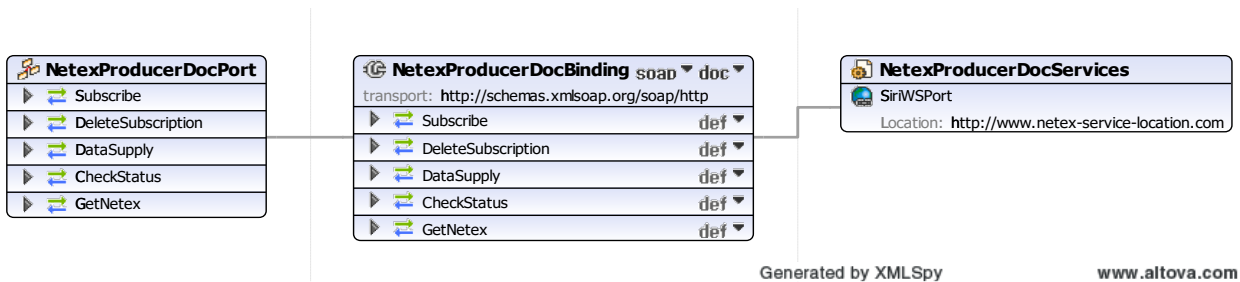 NetexProducerDocPort
Subscribe
DeleteSubscription
DataSupply
CheckStatus
GetNetex
NetexProducerDocBinding soap doc
transport: http://schemas.xmlsoap.org/soap/http
Subscribe def
DeleteSubscription def
DataSupply def
CheckStatus def
GetNetex def
NetexProducerDocServices
SiriWSPort
Location: http://www.netex-service-location.com
Generated by XMLSpy www.altova.com